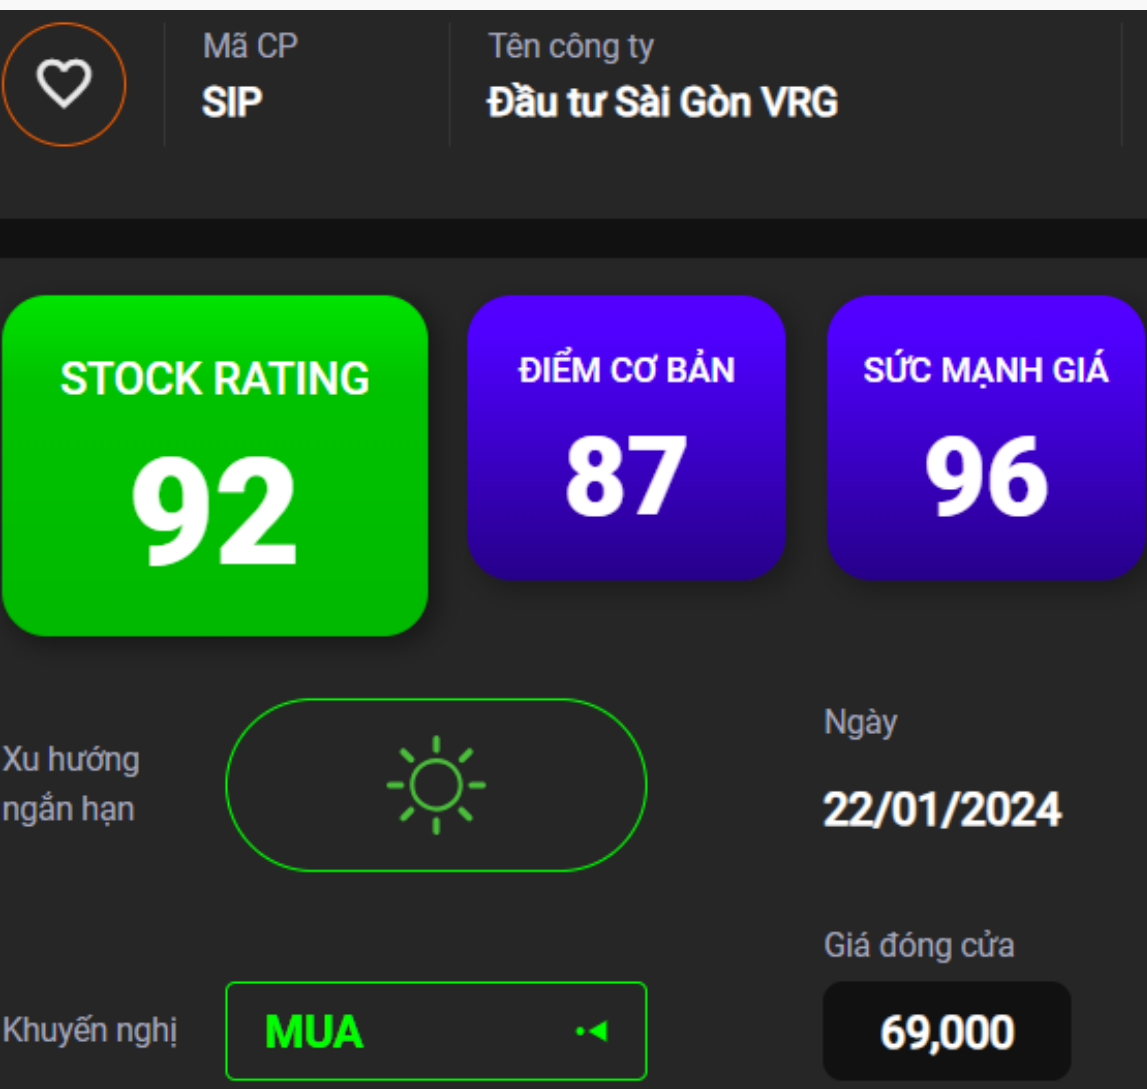 Mã CP
SIP
Tên công ty
Đầu tư Sài Gòn VRG
STOCK RATING
92
ĐIỂM CƠ BẢN
87
SỨC MẠNH GIÁ
96
Xu hướng
ngắn hạn
Ngày
22/01/2024
Khuyến nghị
MUA
Giá đóng cửa
69,000